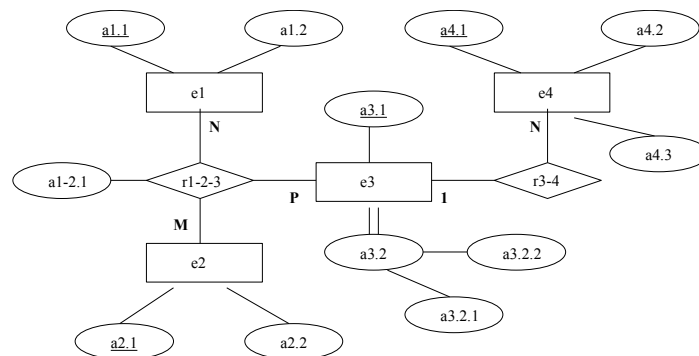 a1.1 a1.2 a4.1 a4.2
e1 e4
a3.1
N N
a4.3
a1-2.1 r1-2-3 e3 r3-4
P 1
M
e2 a3.2 a3.2.2
a3.2.1
a2.1 a2.2